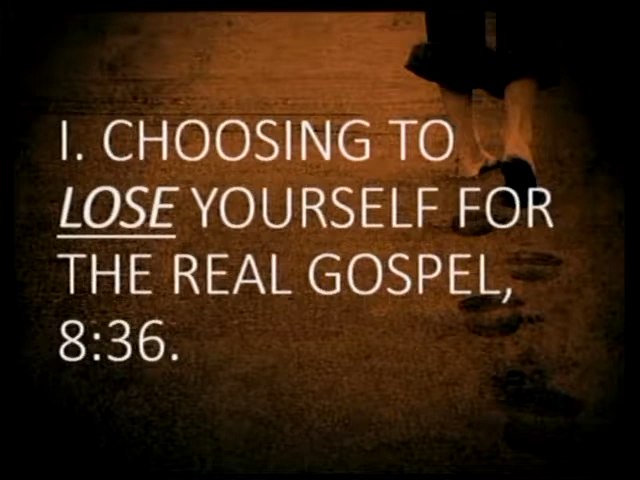 I. CHOOSING TO
LOSE YOURSELF FOR
THE REAL GOSPEL,
8:36.